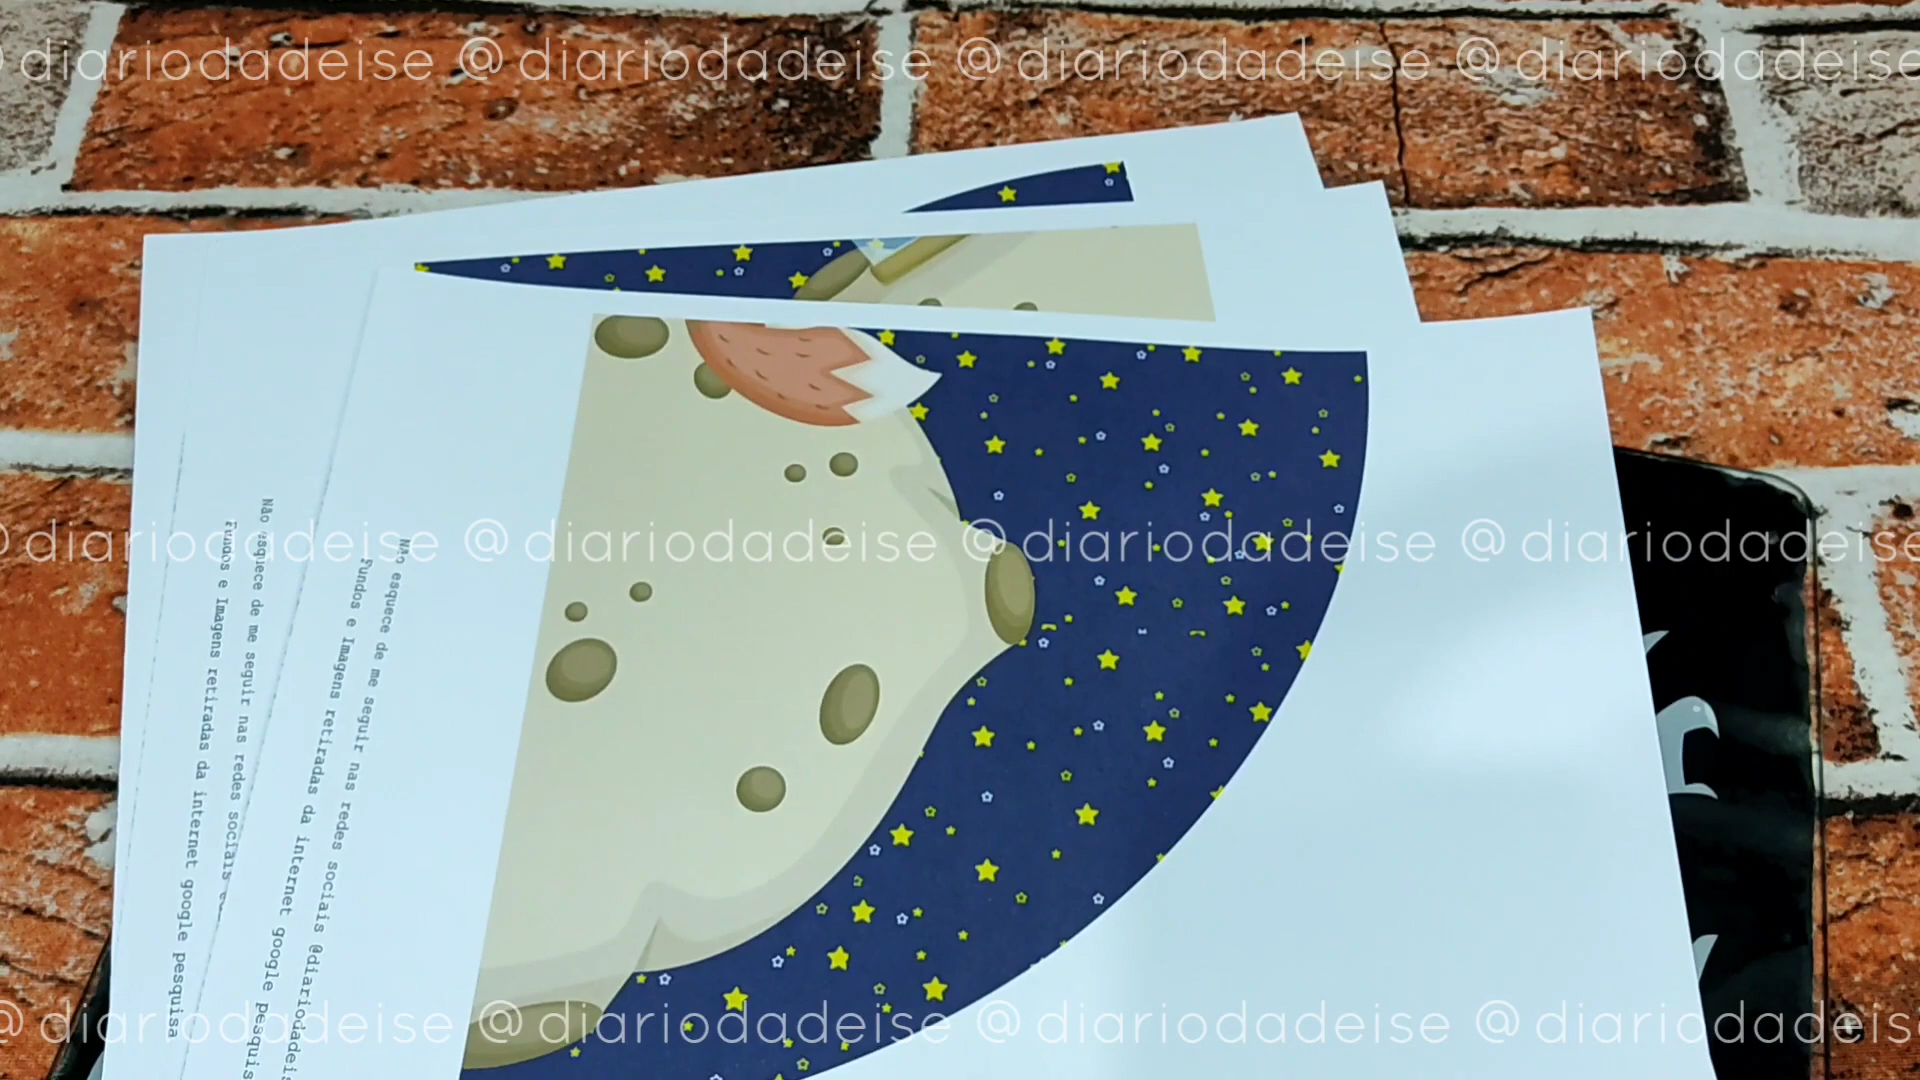 @diariodadeise @diariodadeise @diariodadeise @diariodadeise
@diariodadeise @diariodadeise @diariodadeise @diariodadeise
@diariodadeise @diariodadeise @diariodadeise @diariodadeise
Não esquece de me seguir nas redes sociais
Fundos e Imagens retiradas da internet google pesquisa
Não esquece de me seguir nas redes sociais @diariodadeis
Fundos e Imagens retiradas da internet google pesquis